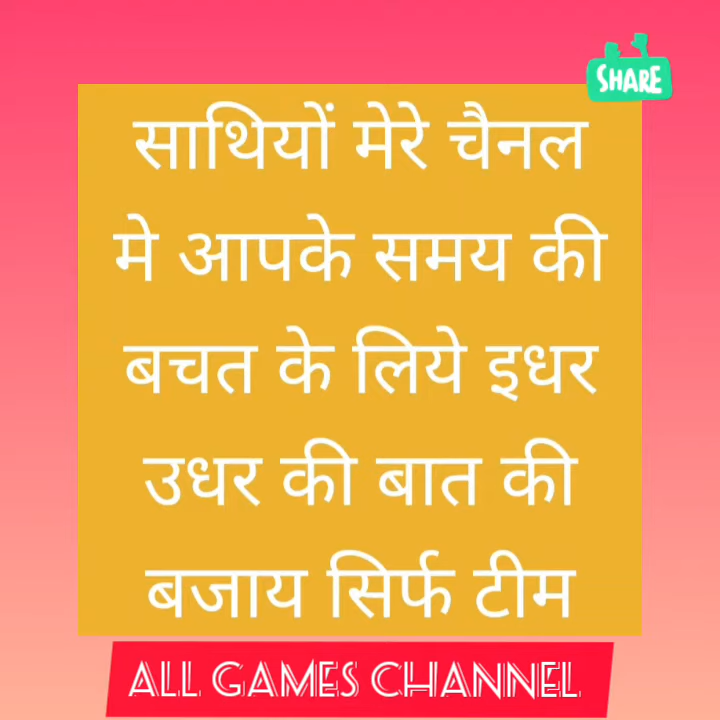 SHARE
साथियों मेरे चैनल
मे आपके समय की
बचत के लिये इधर
उधर की बात की
बजाय सिर्फ टीम
ALL GAMES CHANNEL